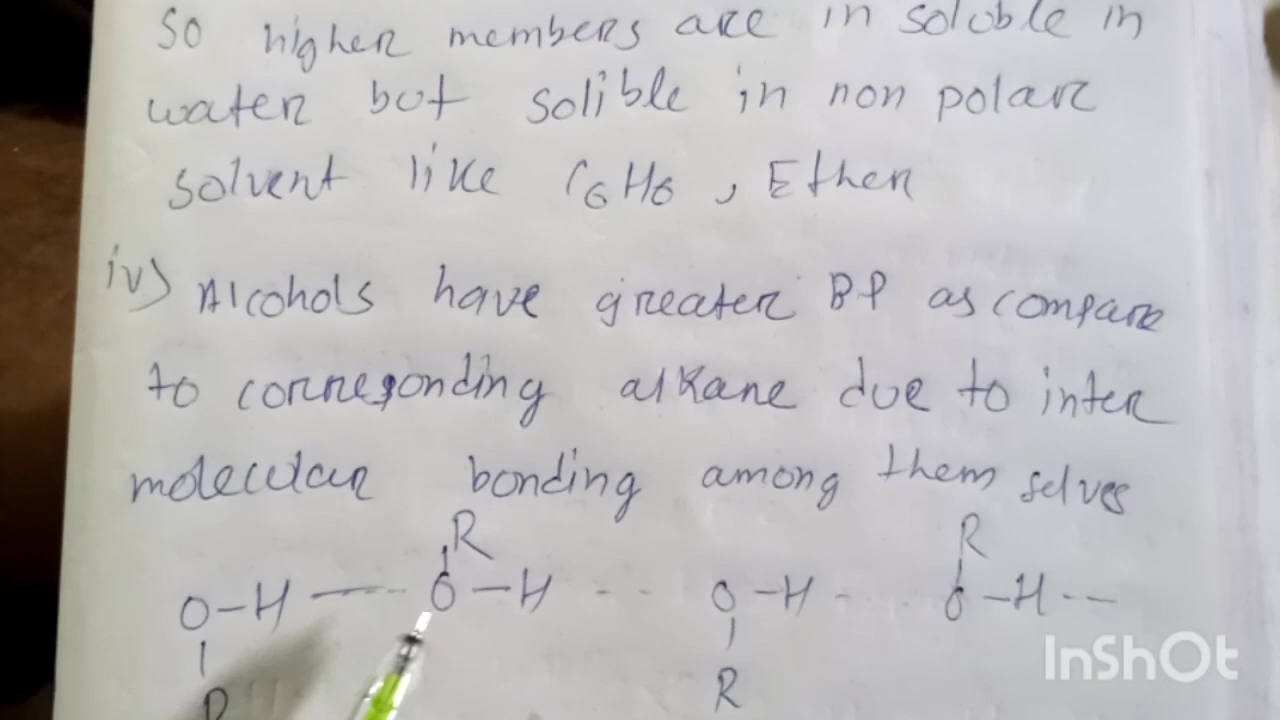 So higher members are in soluble in
water but solible in non polar
solvent like C6H6, Ether
iv) Alcohols have greater BP as compare
to corresponding alkane due to inter
molecular bonding among them selves
R R
O-H --- O-H --- O-H --- O-H ---
R R
InShOt